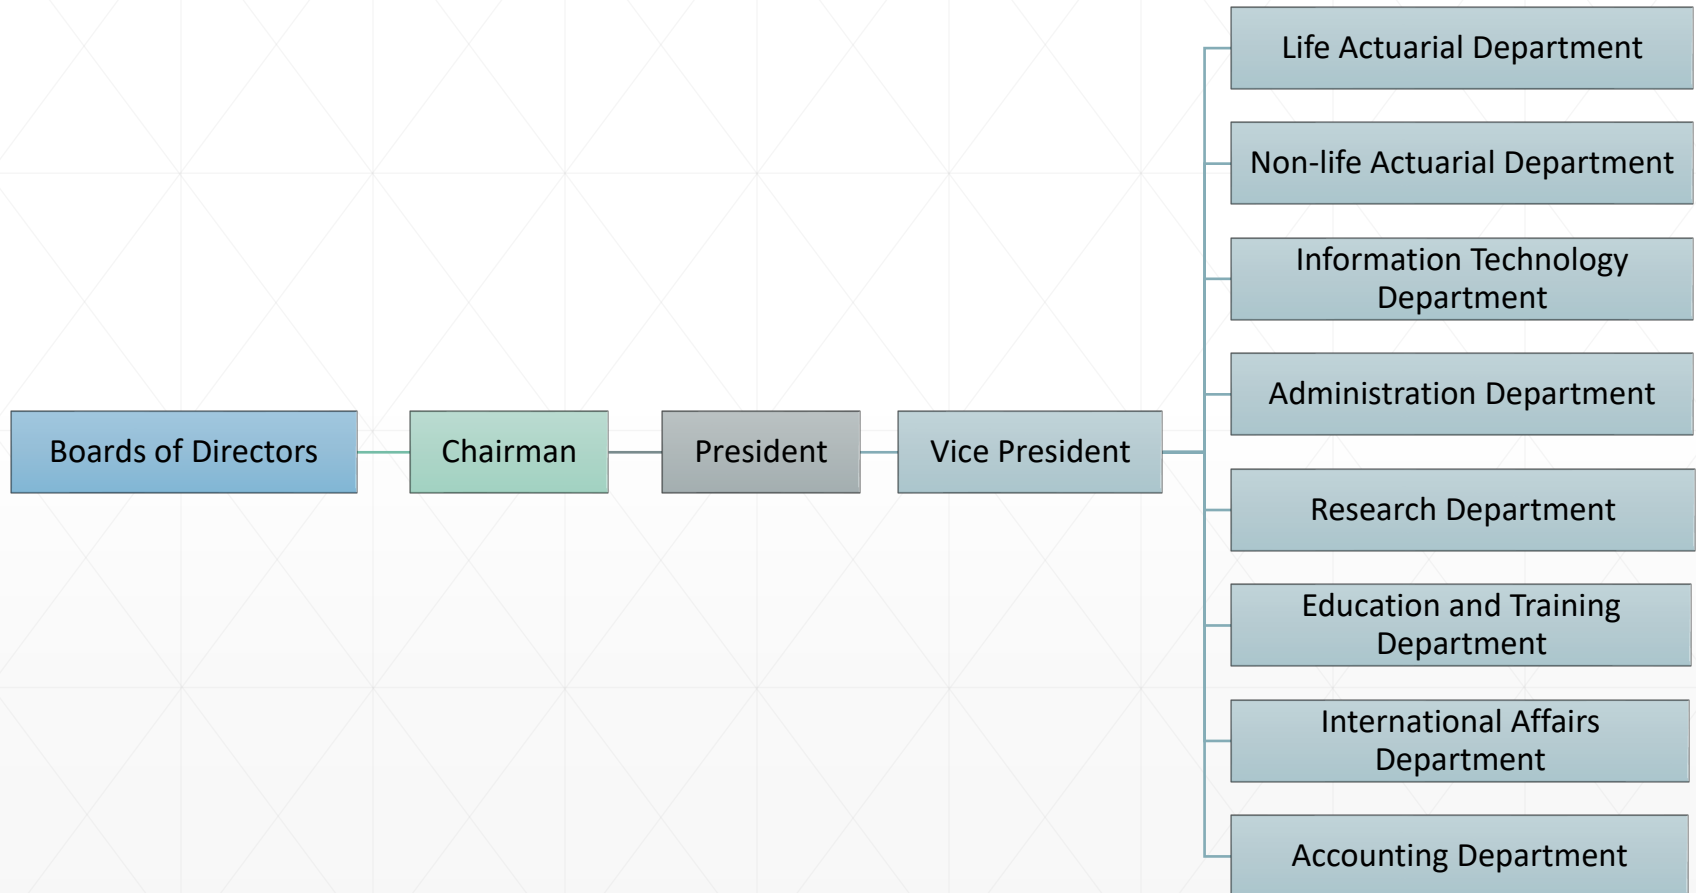 Boards of Directors
Chairman
President
Vice President
Life Actuarial Department
Non-life Actuarial Department
Information Technology
Department
Administration Department
Research Department
Education and Training
Department
International Affairs
Department
Accounting Department